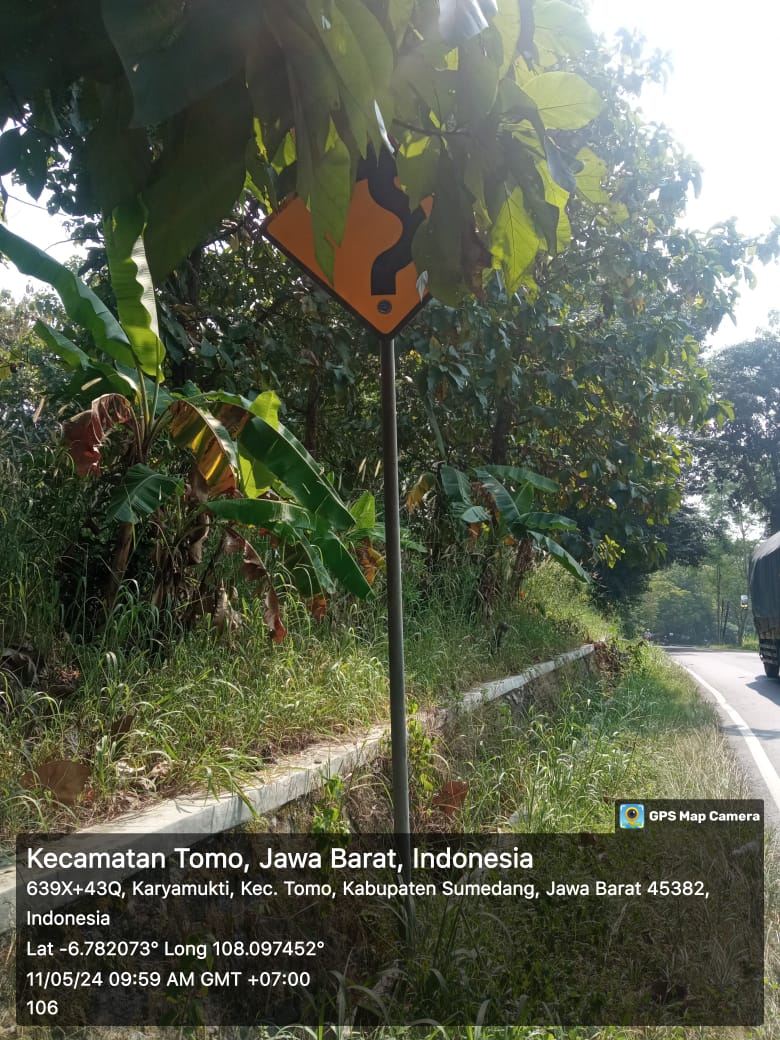 GPS Map Camera
Kecamatan Tomo, Jawa Barat, Indonesia
639X+43Q, Karyamukti, Kec. Tomo, Kabupaten Sumedang, Jawa Barat 45382,
Indonesia
Lat -6.782073° Long 108.097452°
11/05/24 09:59 AM GMT +07:00
106